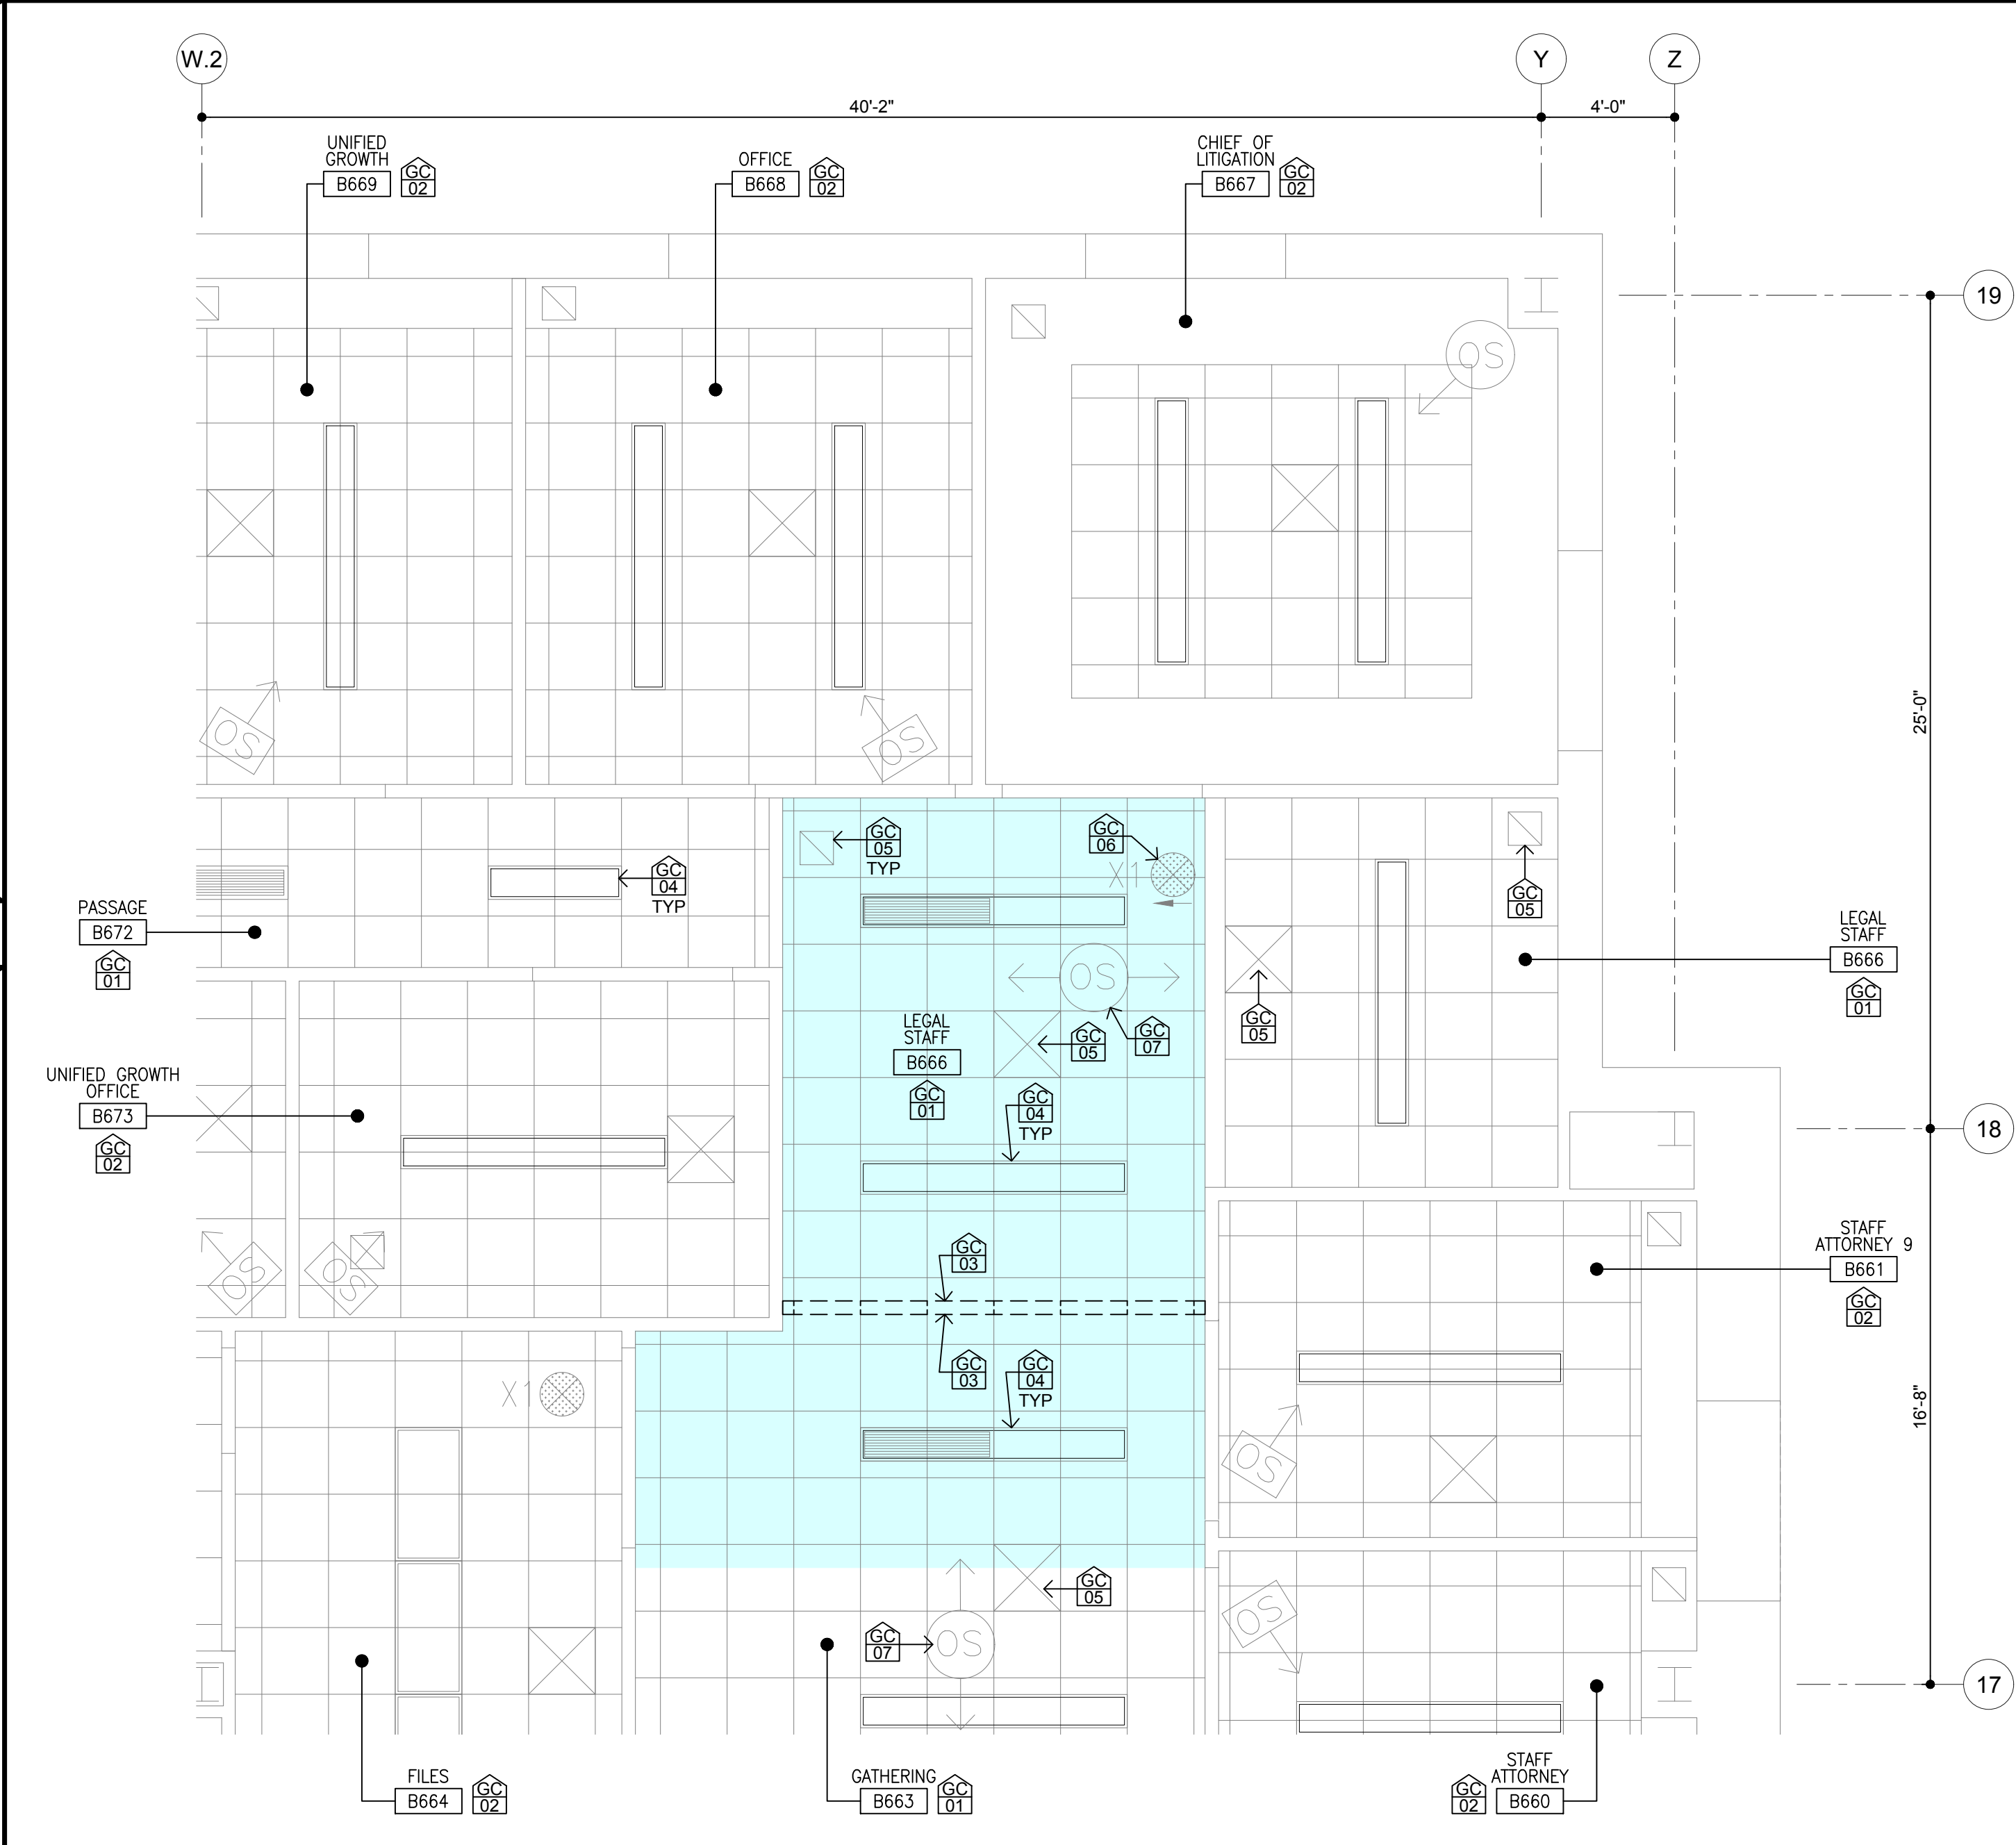 W.2
Y
Z
40'-2"
4'-0"
UNIFIED
GROWTH
B669
GC
02
OFFICE
B668
GC
02
CHIEF OF
LITIGATION
B667
GC
02
19
OS
25'-0"
OS
OS
GC
05
TYP
GC
06
X1
GC
04
TYP
GC
05
PASSAGE
B672
GC
01
LEGAL
STAFF
B666
GC
01
OS
GC
05
GC
07
GC
05
LEGAL
STAFF
B666
GC
01
UNIFIED GROWTH
OFFICE
B673
GC
02
GC
04
TYP
18
OS
OS
GC
03
STAFF
ATTORNEY 9
B661
GC
02
GC
03
GC
04
TYP
X1
16'-8"
OS
GC
05
OS
GC
07
OS
17
FILES
B664
GC
02
GATHERING
B663
GC
01
STAFF
ATTORNEY
GC
02
B660